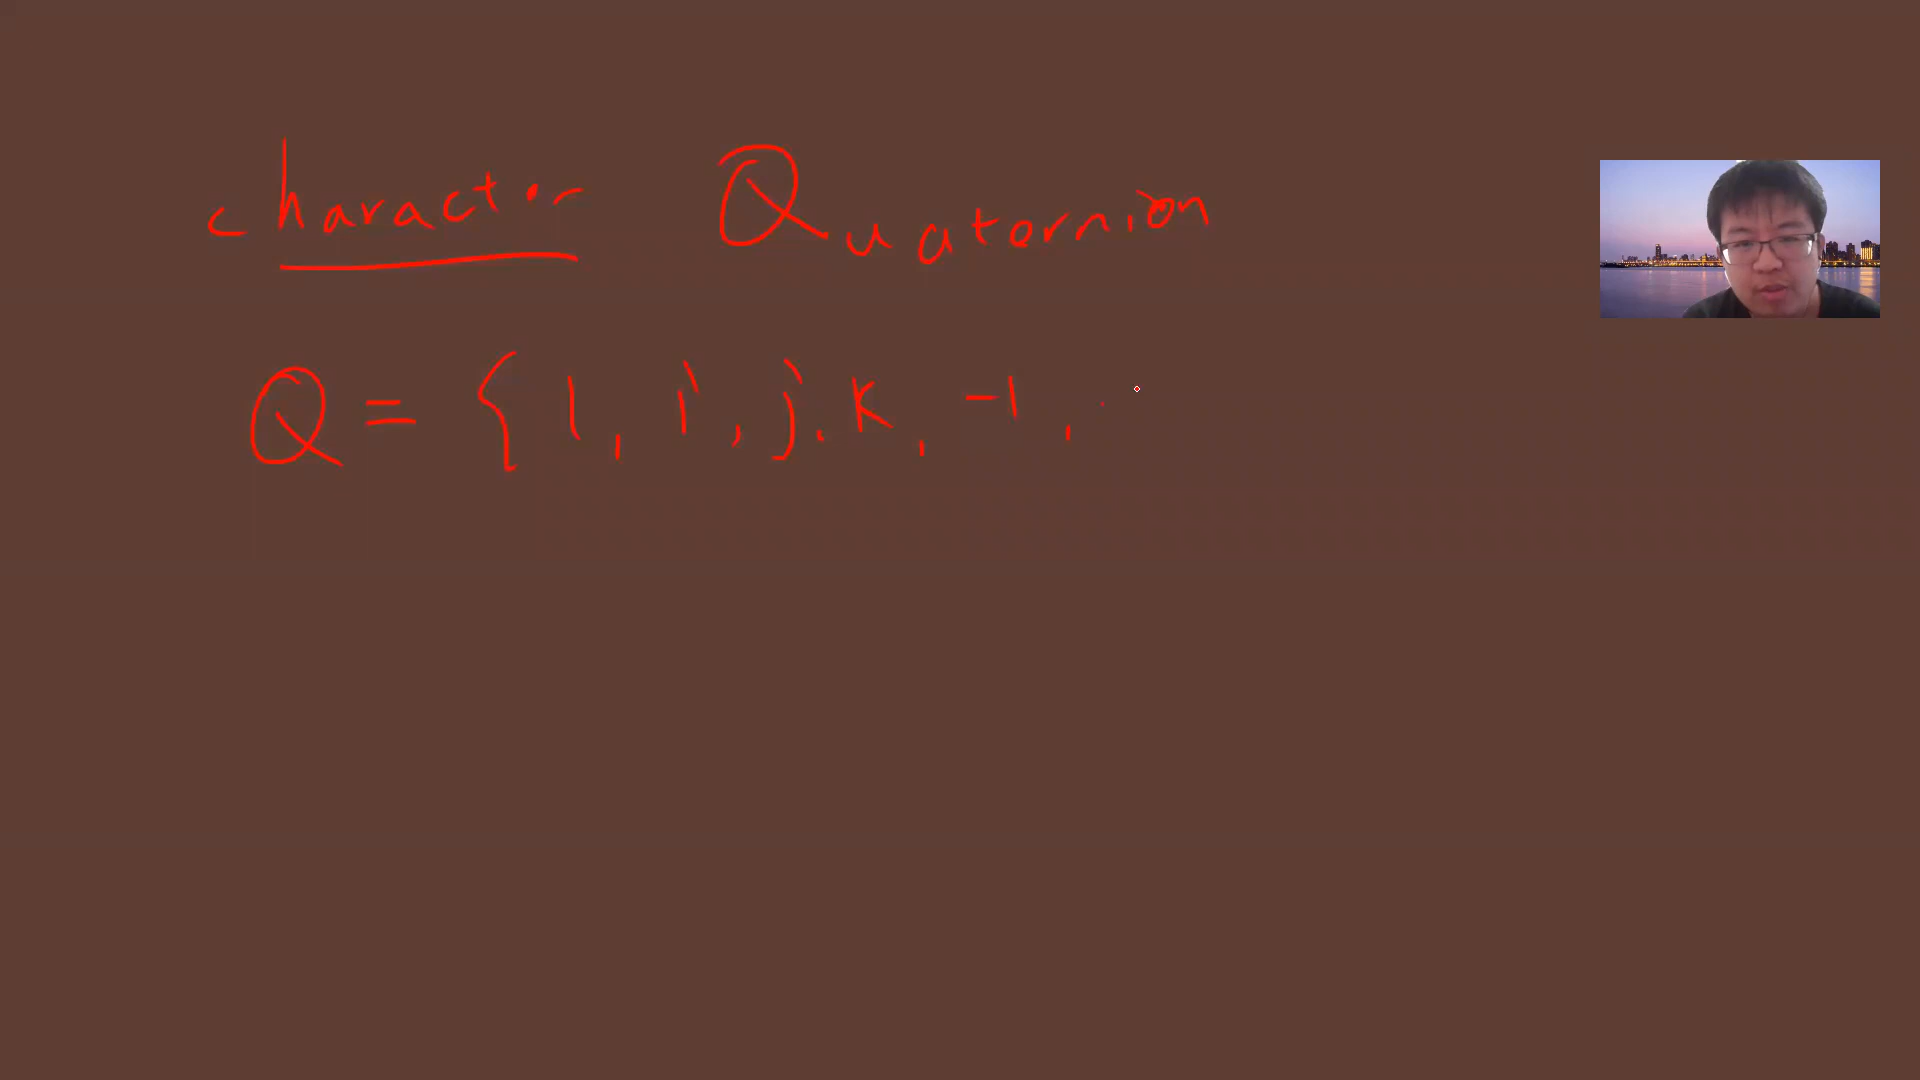 character Quaternion
Q = { 1, i, j, k, -1,